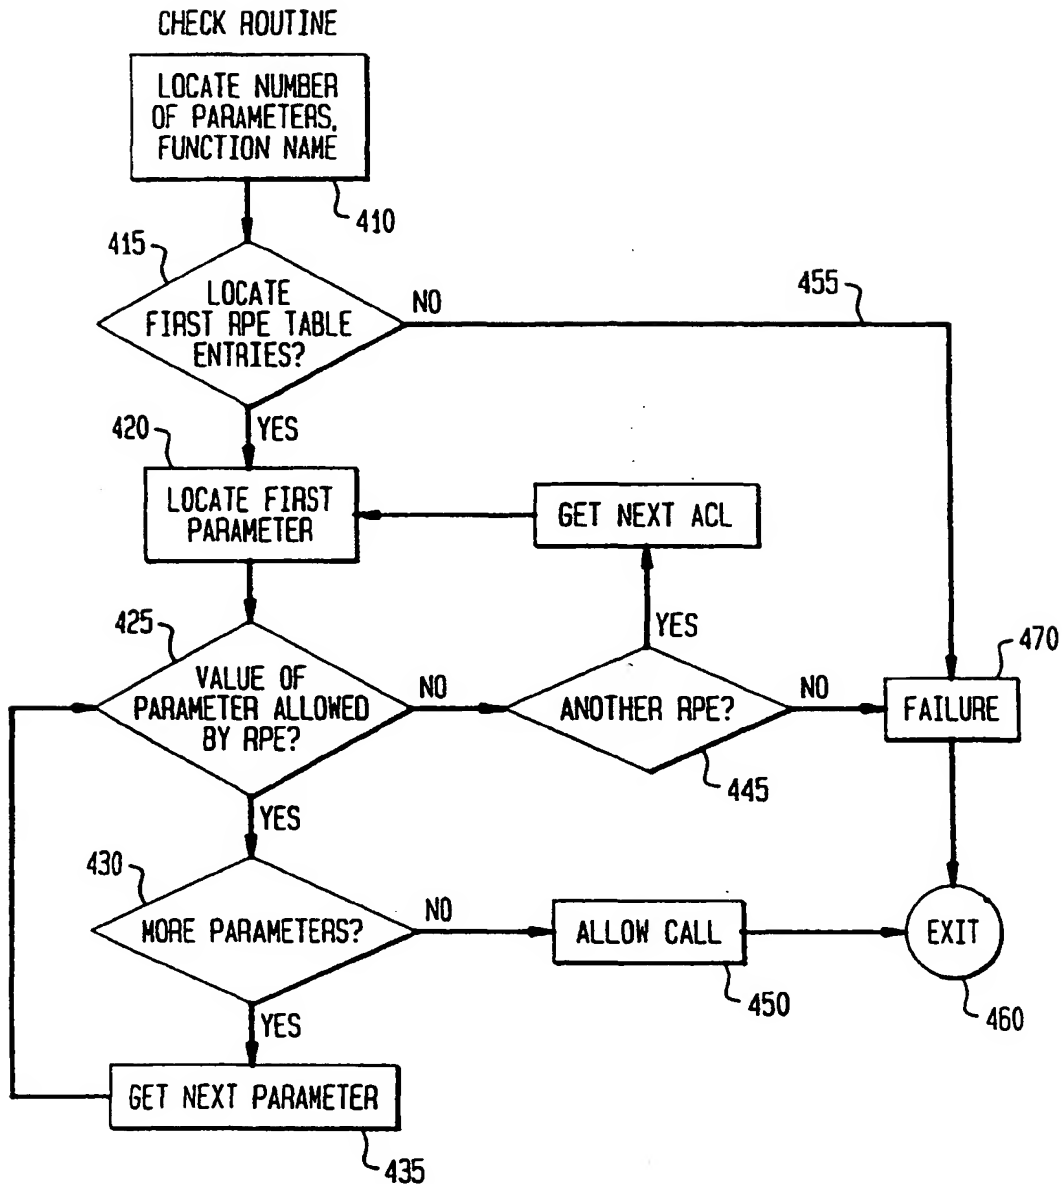 CHECK ROUTINE
LOCATE NUMBER
OF PARAMETERS,
FUNCTION NAME
410
415
LOCATE
FIRST RPE TABLE
ENTRIES?
NO
455
YES
420
LOCATE FIRST
PARAMETER
GET NEXT ACL
425
VALUE OF
PARAMETER ALLOWED
BY RPE?
NO
YES
ANOTHER RPE?
445
NO
470
FAILURE
YES
430
MORE PARAMETERS?
NO
ALLOW CALL
450
EXIT
460
YES
GET NEXT PARAMETER
435